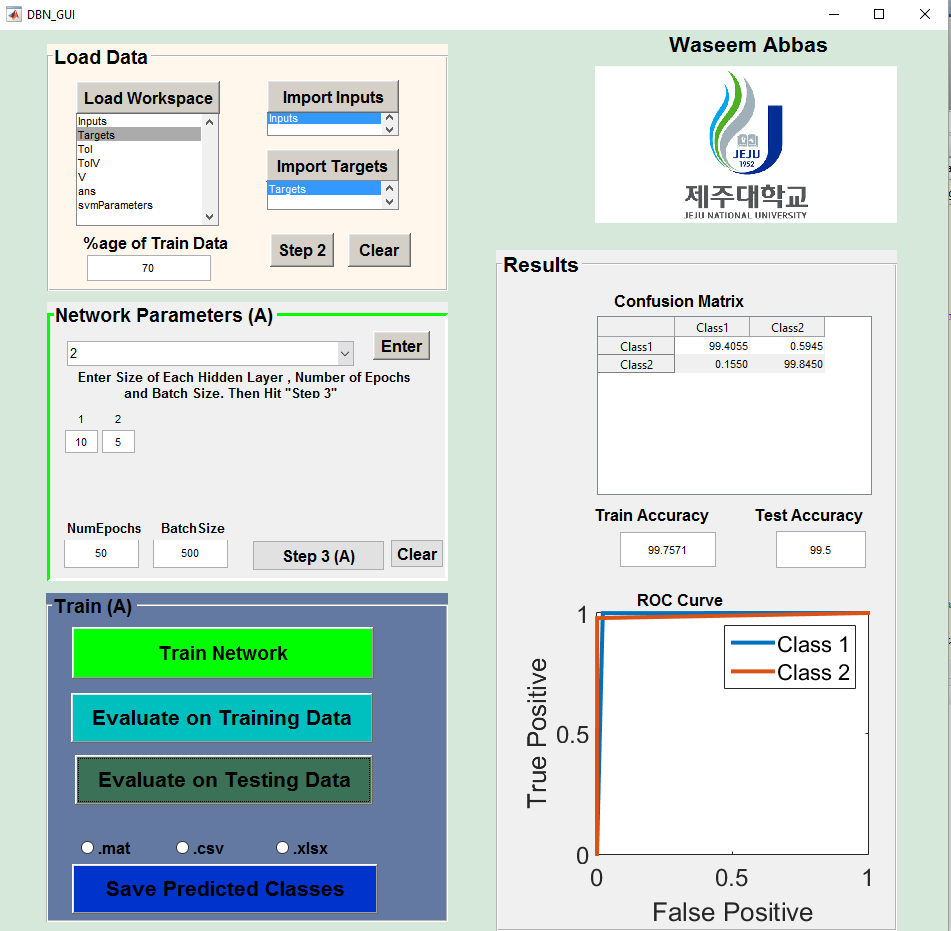 DBN_GUI
Load Data
Load Workspace
Inputs
Targets
Tol
TolV
V
ans
svmParameters
Import Inputs
Inputs
Import Targets
Targets
%age of Train Data
70
Step 2
Clear
Network Parameters (A)
2
Enter
Enter Size of Each Hidden Layer , Number of Epochs
and Batch Size. Then Hit "Step 3"
1 2
10 5
NumEpochs BatchSize
50 500
Step 3 (A)
Clear
Train (A)
Train Network
Evaluate on Training Data
Evaluate on Testing Data
.mat .csv .xlsx
Save Predicted Classes
Waseem Abbas
JEJU
1952
제주대학교
JEJU NATIONAL UNIVERSITY
Results
Confusion Matrix
Class1 Class2
Class1 99.4055 0.5945
Class2 0.1550 99.8450
Train Accuracy Test Accuracy
99.7571 99.5
ROC Curve
1
0.5
0
True Positive
Class 1
Class 2
0 0.5 1
False Positive